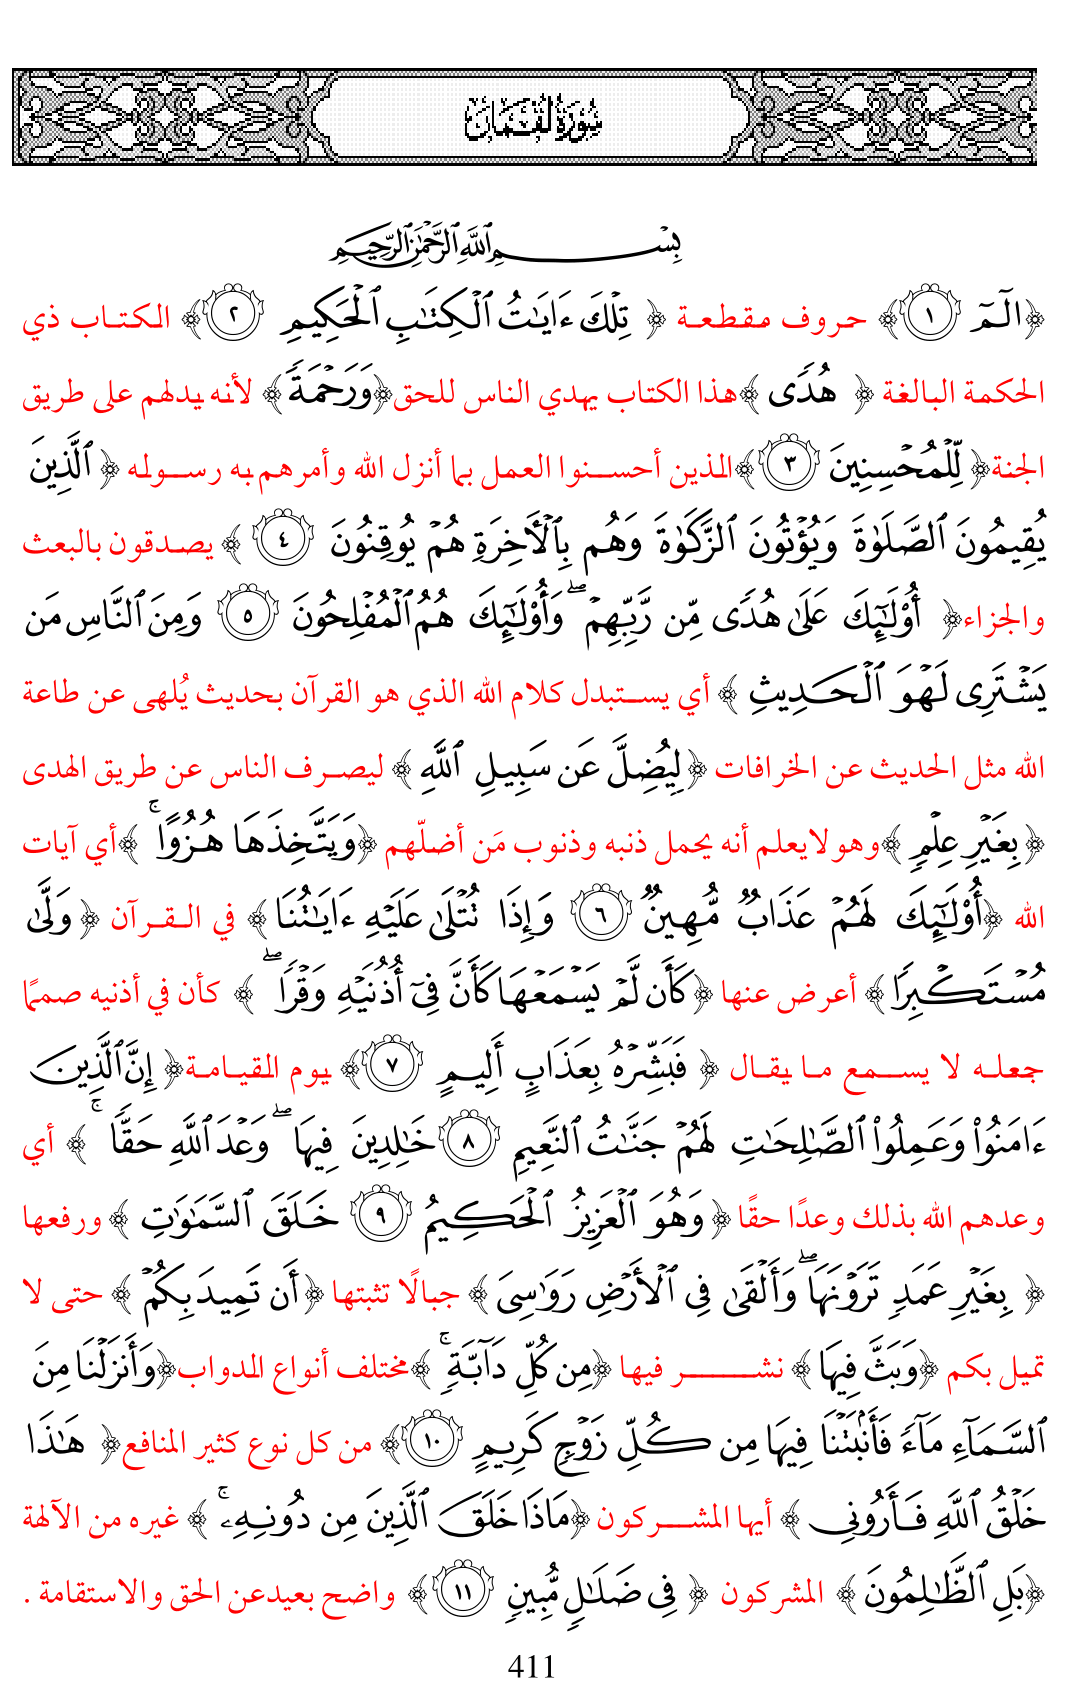 سُورَةُ لُقْمَان
بِسْمِ ٱللَّهِ ٱلرَّحْمَٰنِ ٱلرَّحِيمِ
﴿الٓمٓ ١﴾ حروف مقطعة ﴿ تِلْكَ ءَايَٰتُ ٱلْكِتَٰبِ ٱلْحَكِيمِ ٢﴾ الكتاب ذي
الحكمة البالغة ﴿ هُدًى ﴾هذا الكتاب يهدي الناس للحق﴿وَرَحْمَةً﴾ لأنه يدلهم على طريق
الجنة﴿ لِّلْمُحْسِنِينَ ٣﴾الذين أحسنوا العمل بما أنزل الله وأمرهم به رسوله ﴿ ٱلَّذِينَ
يُقِيمُونَ ٱلصَّلَوٰةَ وَيُؤْتُونَ ٱلزَّكَوٰةَ وَهُم بِٱلْأَخِرَةِ هُمْ يُوقِنُونَ ٤ ﴾ يصدقون بالبعث
والجزاء﴿ أُوْلَٰٓئِكَ عَلَىٰ هُدًى مِّن رَّبِّهِمْۖ وَأُوْلَٰٓئِكَ هُمُ ٱلْمُفْلِحُونَ ٥ وَمِنَ ٱلنَّاسِ مَن
يَشْتَرِى لَهْوَ ٱلْحَدِيثِ ﴾ أي يستبدل كلام الله الذي هو القرآن بحديث يُلهى عن طاعة
الله مثل الحديث عن الخرافات ﴿لِيُضِلَّ عَن سَبِيلِ ٱللَّهِ ﴾ ليصرف الناس عن طريق الهدى
﴿ بِغَيْرِ عِلْمٍ ﴾وهو لايعلم أنه يحمل ذنبه وذنوب مَن أضلّهم ﴿وَيَتَّخِذَهَا هُزُوًاۚ ﴾أي آيات
الله ﴿أُوْلَٰٓئِكَ لَهُمْ عَذَابٌ مُّهِينٌ ٦ وَإِذَا تُتْلَىٰ عَلَيْهِ ءَايَٰتُنَا﴾ في القرآن ﴿ وَلَّىٰ
مُسْتَكْبِرًا﴾ أعرض عنها ﴿كَأَن لَّمْ يَسْمَعْهَا كَأَنَّ فِىٓ أُذُنَيْهِ وَقْرًاۖ ﴾ كأن في أذنيه صممًا
جعله لا يسمع ما يقال ﴿ فَبَشِّرْهُ بِعَذَابٍ أَلِيمٍ ٧﴾ يوم القيامة﴿ إِنَّ ٱلَّذِينَ
ءَامَنُواْ وَعَمِلُواْ ٱلصَّٰلِحَٰتِ لَهُمْ جَنَّٰتُ ٱلنَّعِيمِ ٨ خَٰلِدِينَ فِيهَاۖ وَعْدَ ٱللَّهِ حَقًّاۚ ﴾ أي
وعدهم الله بذلك وعدًا حقًا ﴿ وَهُوَ ٱلْعَزِيزُ ٱلْحَكِيمُ ٩ خَلَقَ ٱلسَّمَٰوَٰتِ ﴾ ورفعها
﴿ بِغَيْرِ عَمَدٍ تَرَوْنَهَاۖ وَأَلْقَىٰ فِى ٱلْأَرْضِ رَوَٰسِىَ ﴾ جبالًا تثبتها ﴿أَن تَمِيدَ بِكُمْ ﴾ حتى لا
تميل بكم ﴿وَبَثَّ فِيهَا ﴾ نشر فيها ﴿مِن كُلِّ دَآبَّةٍۚ ﴾مختلف أنواع الدواب﴿وَأَنزَلْنَا مِنَ
ٱلسَّمَآءِ مَآءً فَأَنۢبَتْنَا فِيهَا مِن كُلِّ زَوْجٍ كَرِيمٍ ١٠﴾ من كل نوع كثير المنافع﴿ هَٰذَا
خَلْقُ ٱللَّهِ فَأَرُونِى ﴾ أيها المشركون ﴿مَاذَا خَلَقَ ٱلَّذِينَ مِن دُونِهِۦۚ ﴾ غيره من الآلهة
﴿بَلِ ٱلظَّٰلِمُونَ ﴾ المشركون ﴿ فِى ضَلَٰلٍ مُّبِينٍ ١١﴾ واضح بعيدعن الحق والاستقامة .
411